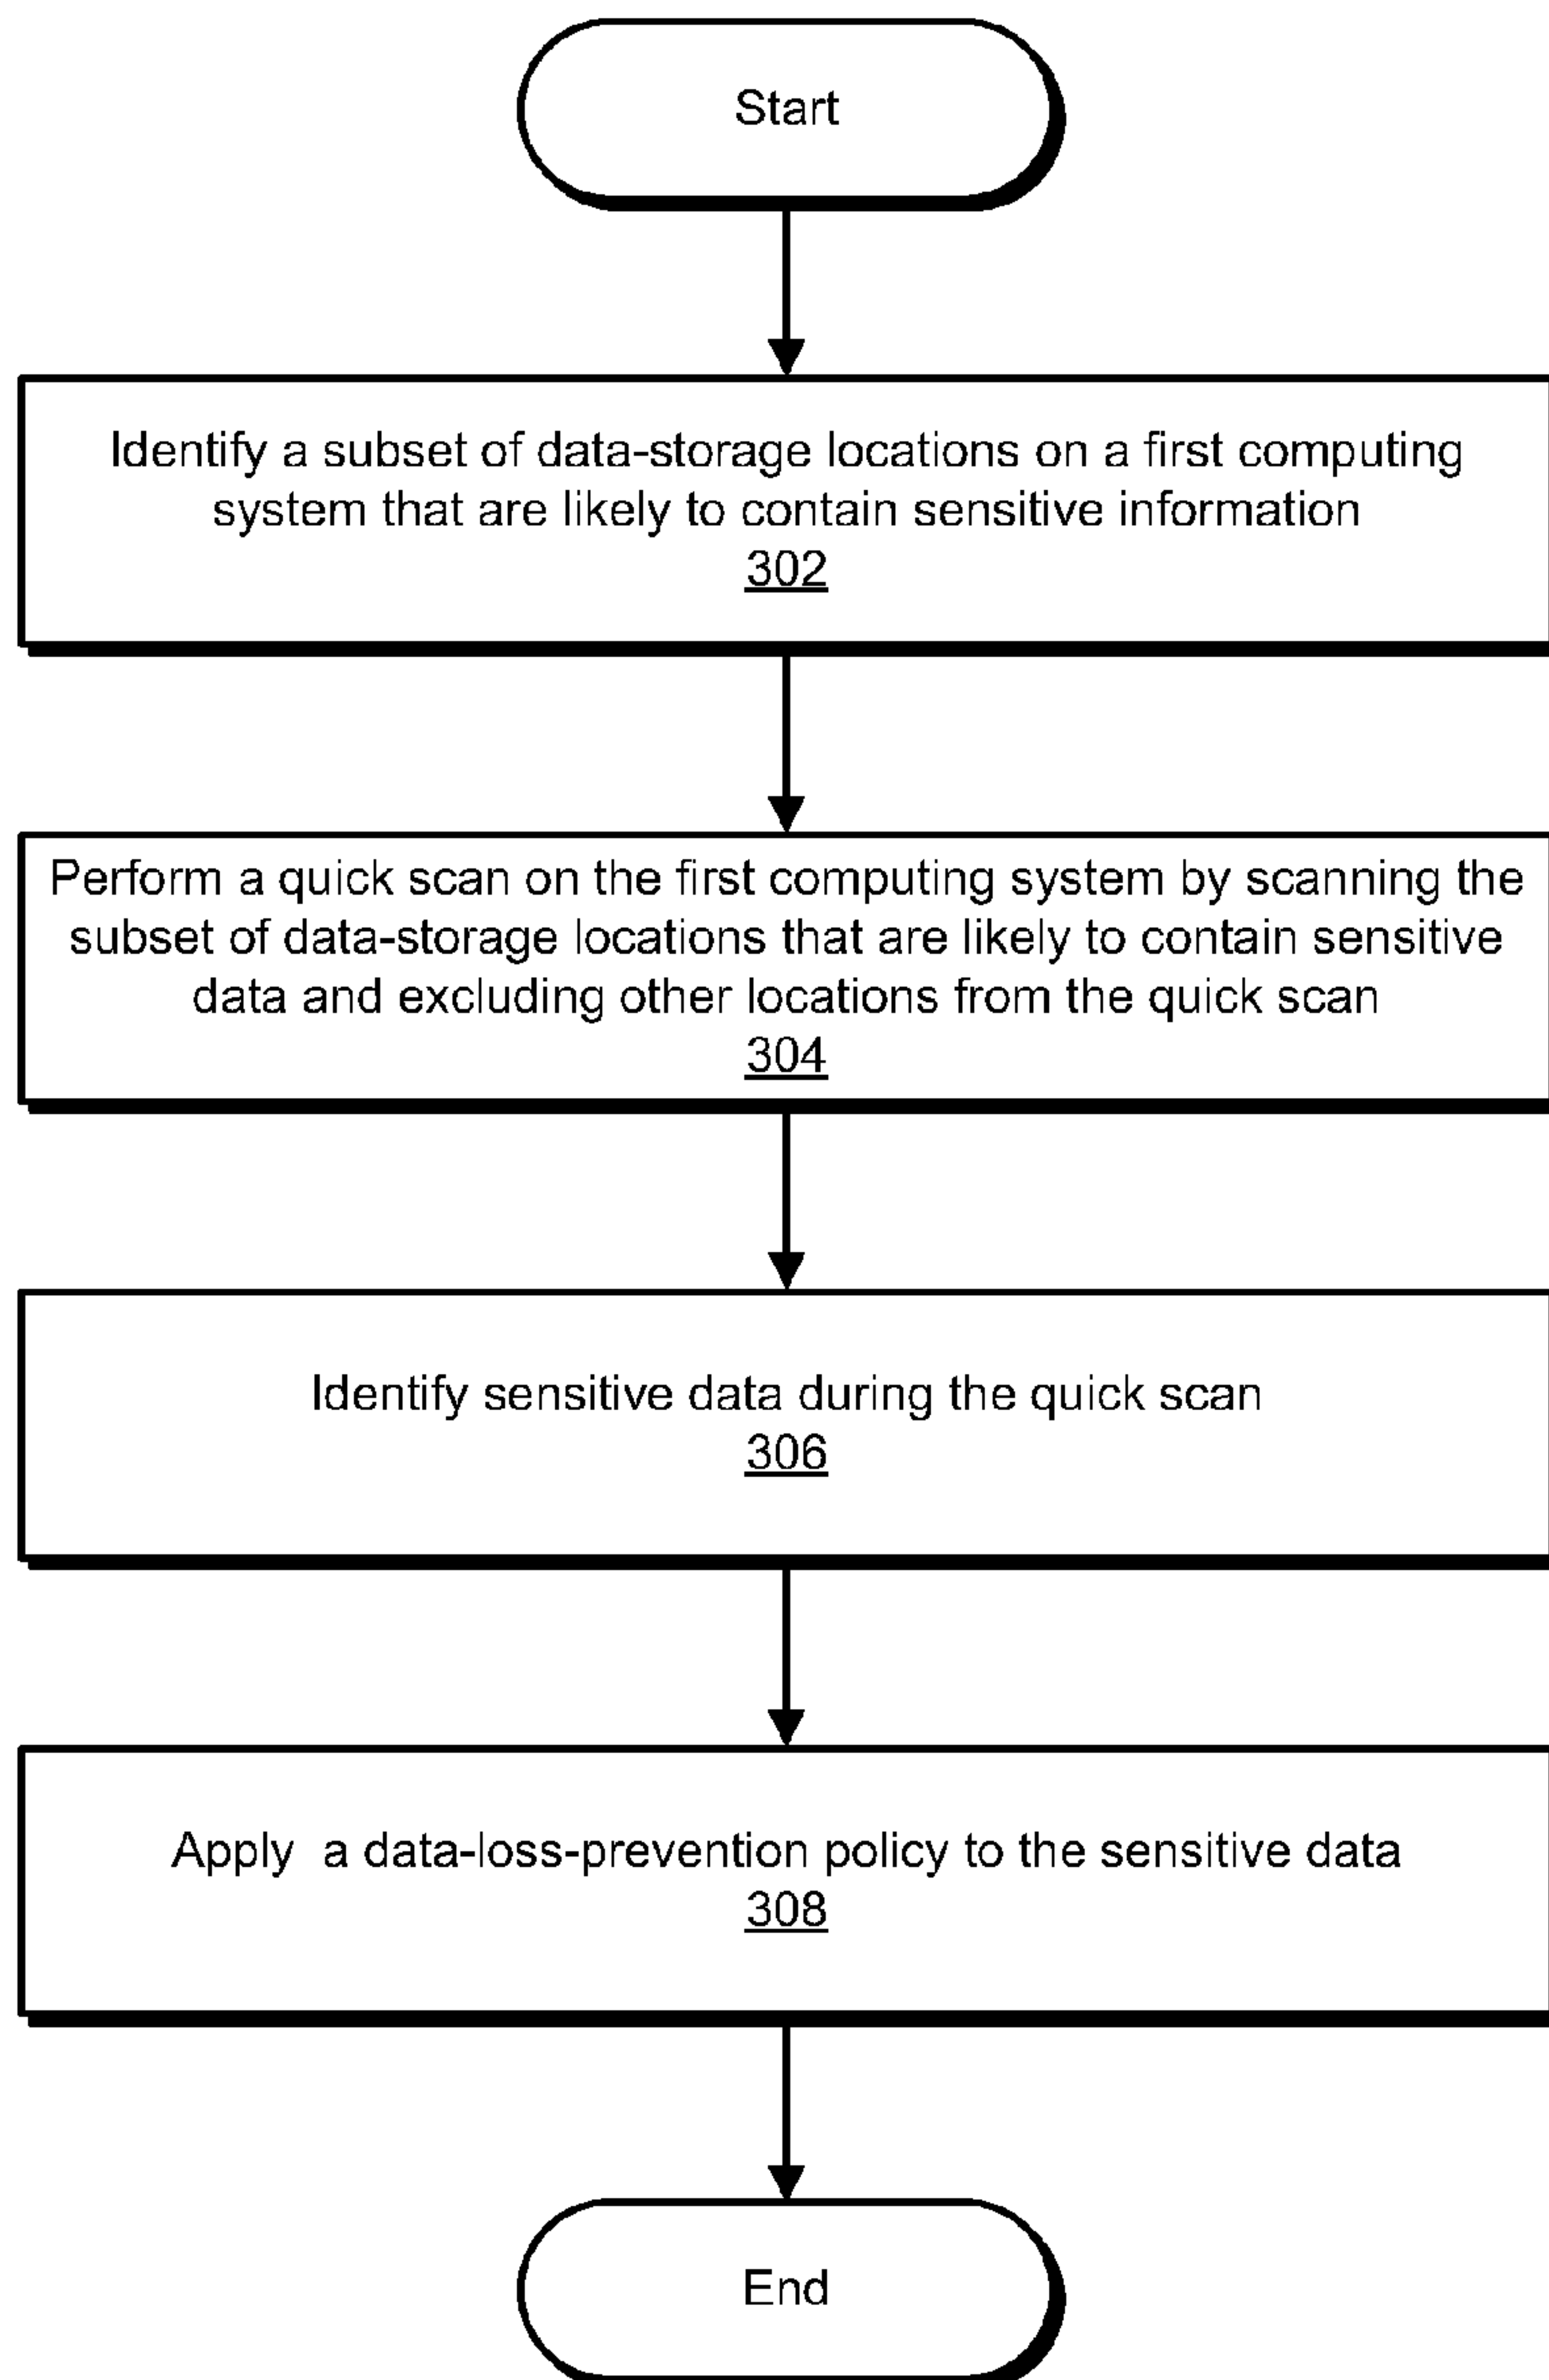 Start
Identify a subset of data-storage locations on a first computing
system that are likely to contain sensitive information
302
Perform a quick scan on the first computing system by scanning the
subset of data-storage locations that are likely to contain sensitive
data and excluding other locations from the quick scan
304
Identify sensitive data during the quick scan
306
Apply a data-loss-prevention policy to the sensitive data
308
End